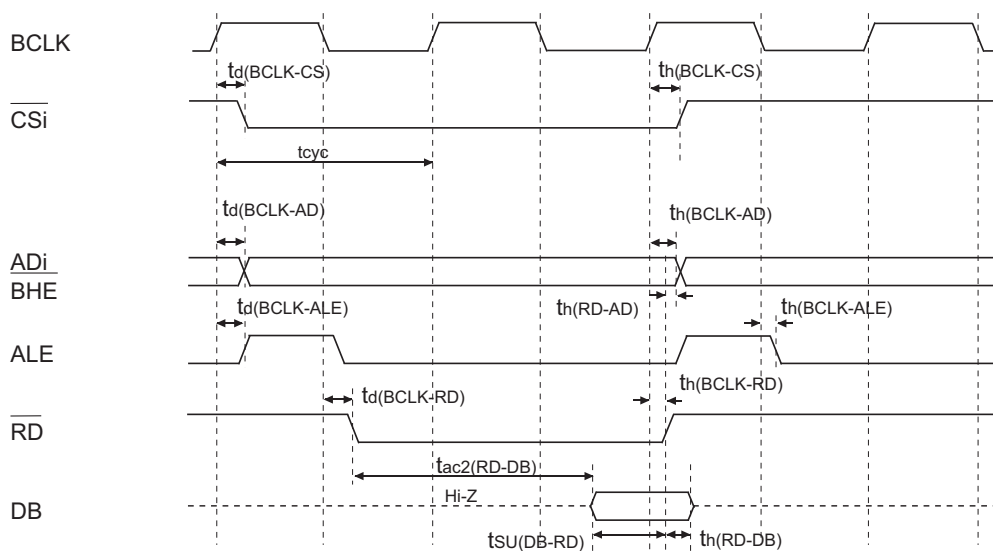 BCLK
td(BCLK-CS)
th(BCLK-CS)
CSi
tcyc
td(BCLK-AD)
th(BCLK-AD)
ADi
BHE
td(BCLK-ALE)
th(RD-AD)
th(BCLK-ALE)
ALE
td(BCLK-RD)
th(BCLK-RD)
RD
tac2(RD-DB)
Hi-Z
DB
tSU(DB-RD)
th(RD-DB)